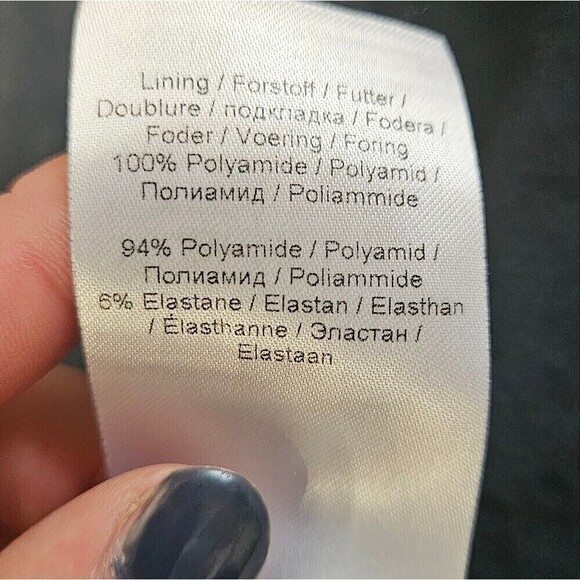 Lining / Forstoff / Futter /
Doublure / подкладка / Fodera /
Foder / Voering / Foring
100% Polyamide / Polyamid /
Полиамид / Poliammide
94% Polyamide / Polyamid /
Полиамид / Poliammide
6% Elastane / Elastan / Elasthan
/ Élasthanne / Эластан /
Elastaan